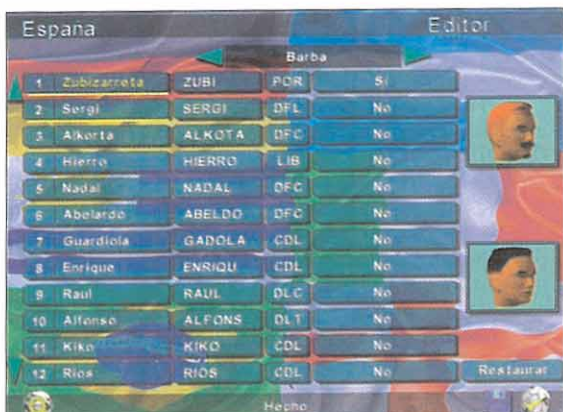 España Editor
Barba
1 Zubizarreta ZUBI POR Sí
2 Sergi SERGI DFL No
3 Alkorta ALKOTA DFC No
4 Hierro HIERRO LIB No
5 Nadal NADAL DFC No
6 Abelardo ABELDO DFC No
7 Guardiola GADOLA CDL No
8 Enrique ENRIQU CDL No
9 Raul RAUL DLC No
10 Alfonso ALFONS DLT No
11 Kiko KIKO CDL No
12 Rios RIOS CDL No Restaurar
Hecho